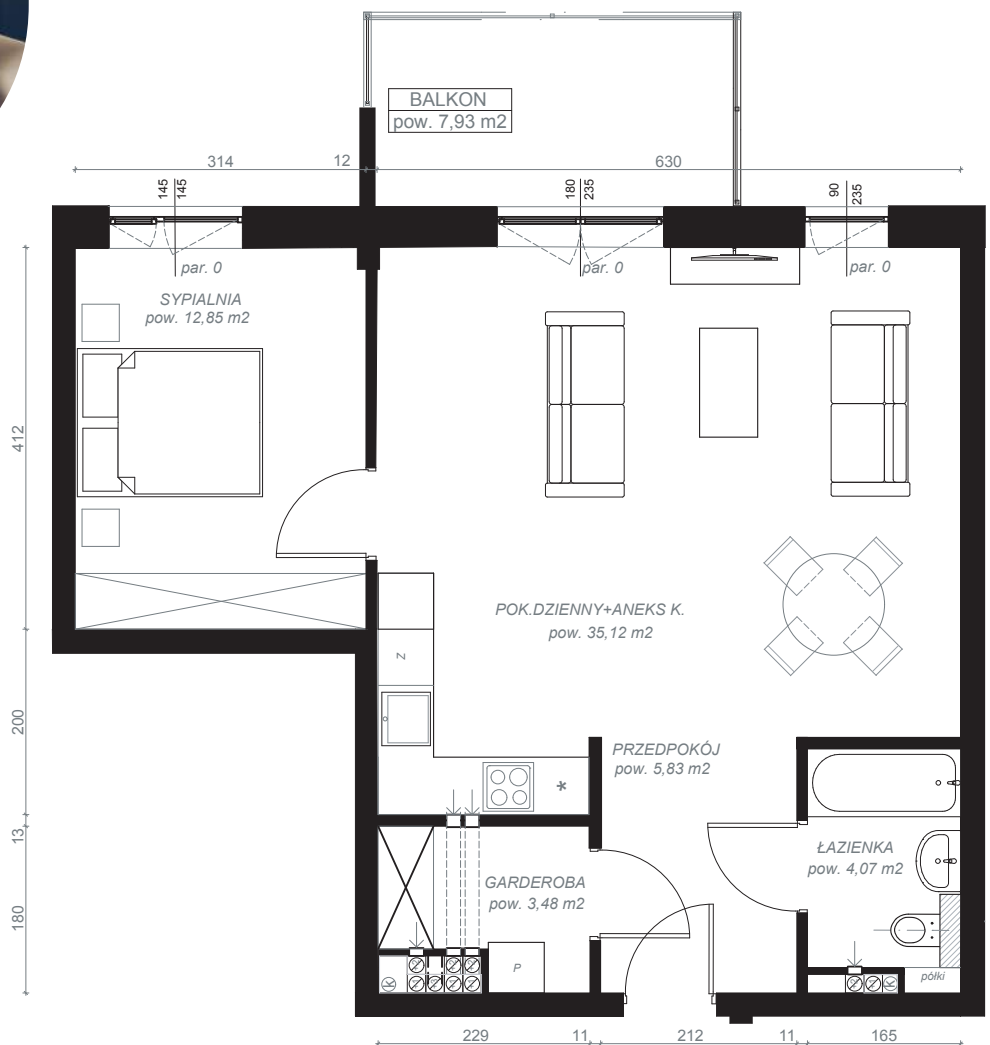 BALKON
pow. 7,93 m2
314
12
630
145
145
180
235
90
235
par. 0
par. 0
par. 0
SYPIALNIA
pow. 12,85 m2
412
POK.DZIENNY+ANEKS K.
pow. 35,12 m2
Z
200
PRZEDPOKÓJ
pow. 5,83 m2
*
13
ŁAZIENKA
pow. 4,07 m2
GARDEROBA
pow. 3,48 m2
180
P
K
K
półki
229
11
212
11
165